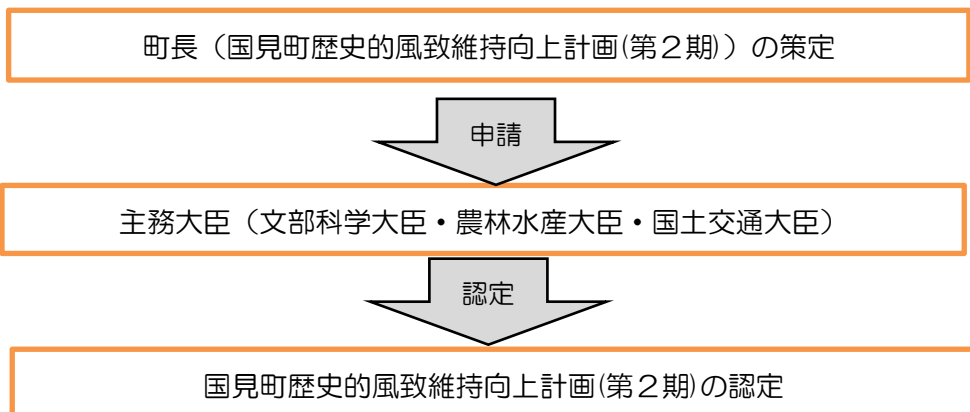 町長（国見町歴史的風致維持向上計画(第２期)）の策定
申請
主務大臣（文部科学大臣・農林水産大臣・国土交通大臣）
認定
国見町歴史的風致維持向上計画(第２期)の認定